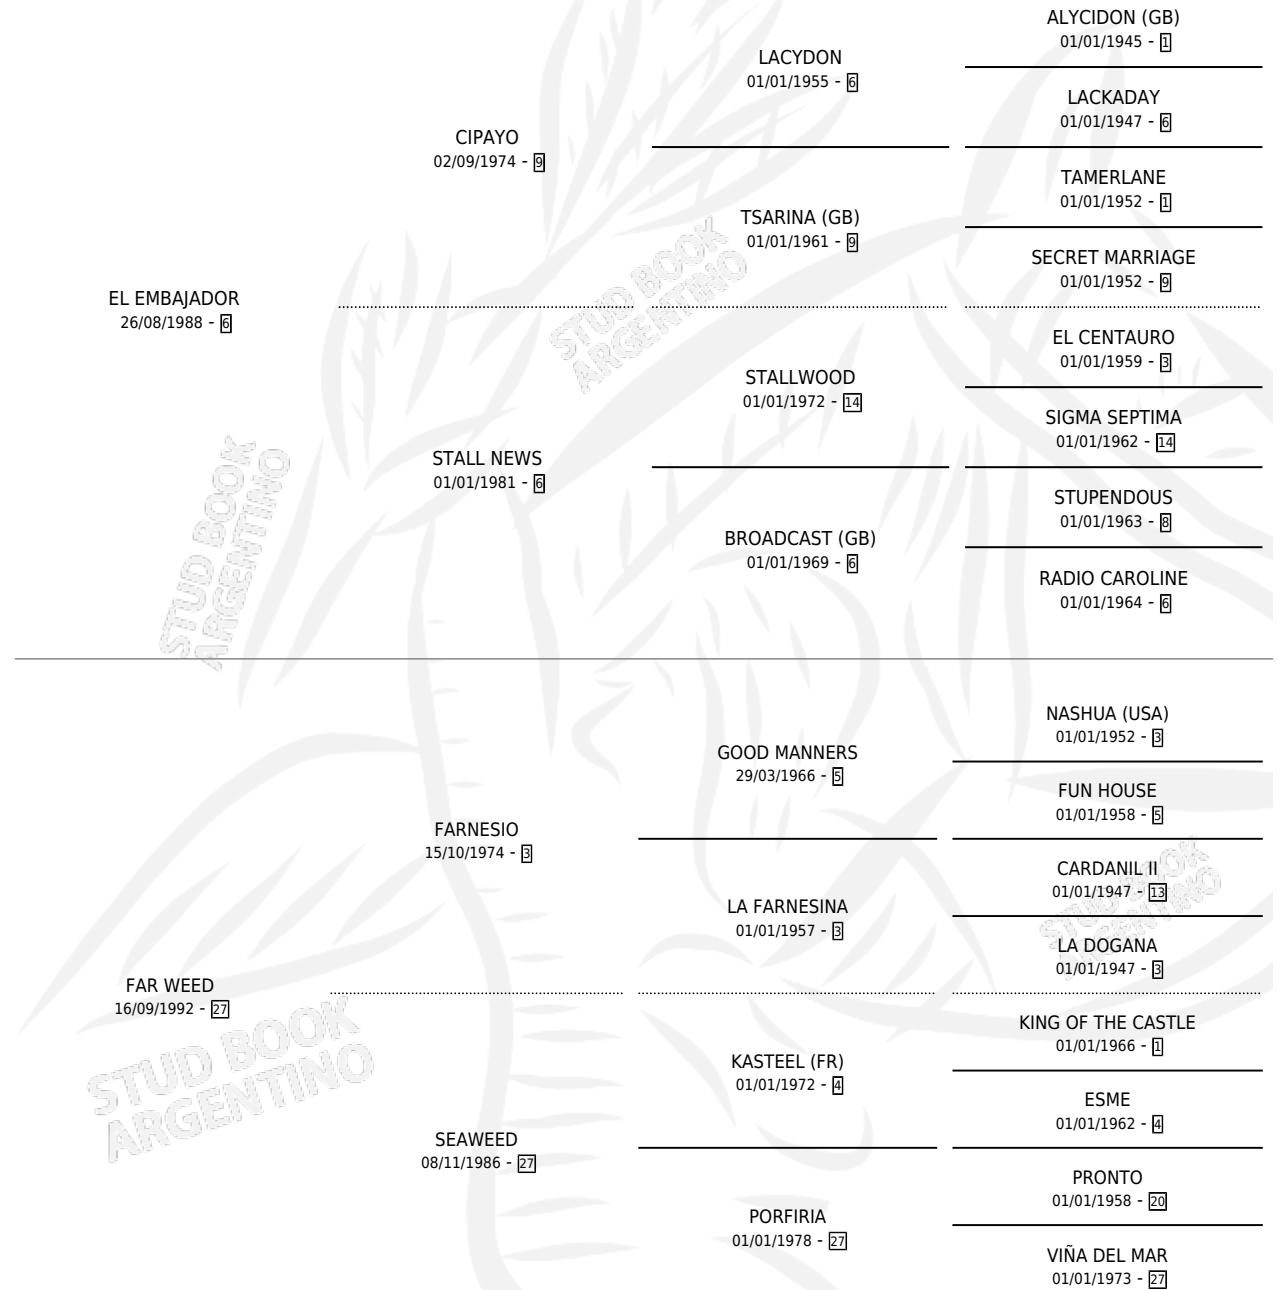 ALYCIDON (GB)
01/01/1945 - 1
LACYDON
01/01/1955 - 6
LACKADAY
01/01/1947 - 6
CIPAYO
02/09/1974 - 9
TAMERLANE
01/01/1952 - 1
TSARINA (GB)
01/01/1961 - 9
SECRET MARRIAGE
01/01/1952 - 9
EL EMBAJADOR
26/08/1988 - 6
STUD BOOK
ARGENTINO
EL CENTAURO
01/01/1959 - 3
STALLWOOD
01/01/1972 - 14
SIGMA SEPTIMA
01/01/1962 - 14
STALL NEWS
01/01/1981 - 6
STUPENDOUS
01/01/1963 - 8
BROADCAST (GB)
01/01/1969 - 6
RADIO CAROLINE
01/01/1964 - 6
STUD BOOK
ARGENTINO
NASHUA (USA)
01/01/1952 - 3
GOOD MANNERS
29/03/1966 - 5
FUN HOUSE
01/01/1958 - 5
FARNESIO
15/10/1974 - 3
CARDANIL II
01/01/1947 - 13
LA FARNESINA
01/01/1957 - 3
STUD BOOK
ARGENTINO
LA DOGANA
01/01/1947 - 3
FAR WEED
16/09/1992 - 27
KING OF THE CASTLE
01/01/1966 - 1
STUD BOOK
ARGENTINO
KASTEEL (FR)
01/01/1972 - 4
ESME
01/01/1962 - 4
SEAWEED
08/11/1986 - 27
PRONTO
01/01/1958 - 20
PORFIRIA
01/01/1978 - 27
VIÑA DEL MAR
01/01/1973 - 27